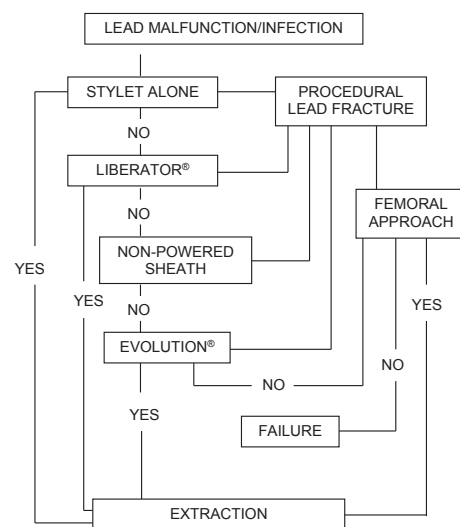 LEAD MALFUNCTION/INFECTION
STYLET ALONE
PROCEDURAL
LEAD FRACTURE
NO
LIBERATOR®
FEMORAL
APPROACH
NO
NON-POWERED
SHEATH
YES
YES
YES
NO
EVOLUTION®
NO
NO
YES
FAILURE
EXTRACTION